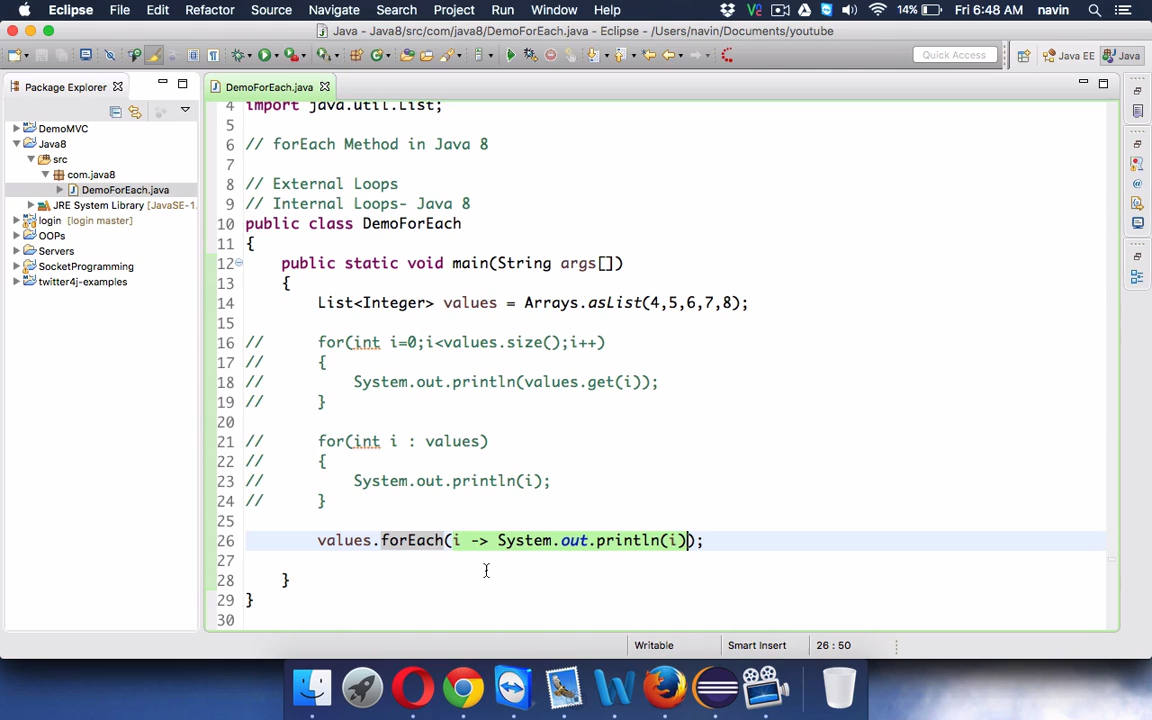 Eclipse File Edit Refactor Source Navigate Search Project Run Window Help 14% Fri 6:48 AM navin
Java - Java8/src/com/java8/DemoForEach.java - Eclipse - /Users/navin/Documents/youtube
Quick Access Java EE Java
Package Explorer
DemoMVC
Java8
src
com.java8
DemoForEach.java
JRE System Library [JavaSE-1.
login [login master]
OOPs
Servers
SocketProgramming
twitter4j-examples
DemoForEach.java
4 import java.util.List;
5
6 // forEach Method in Java 8
7
8 // External Loops
9 // Internal Loops- Java 8
10 public class DemoForEach
11 {
12 public static void main(String args[])
13 {
14 List<Integer> values = Arrays.asList(4,5,6,7,8);
15
16 // for(int i=0;i<values.size();i++)
17 // {
18 // System.out.println(values.get(i));
19 // }
20
21 // for(int i : values)
22 // {
23 // System.out.println(i);
24 // }
25
26 values.forEach(i -> System.out.println(i));
27
28 }
29 }
30
Writable Smart Insert 26 : 50